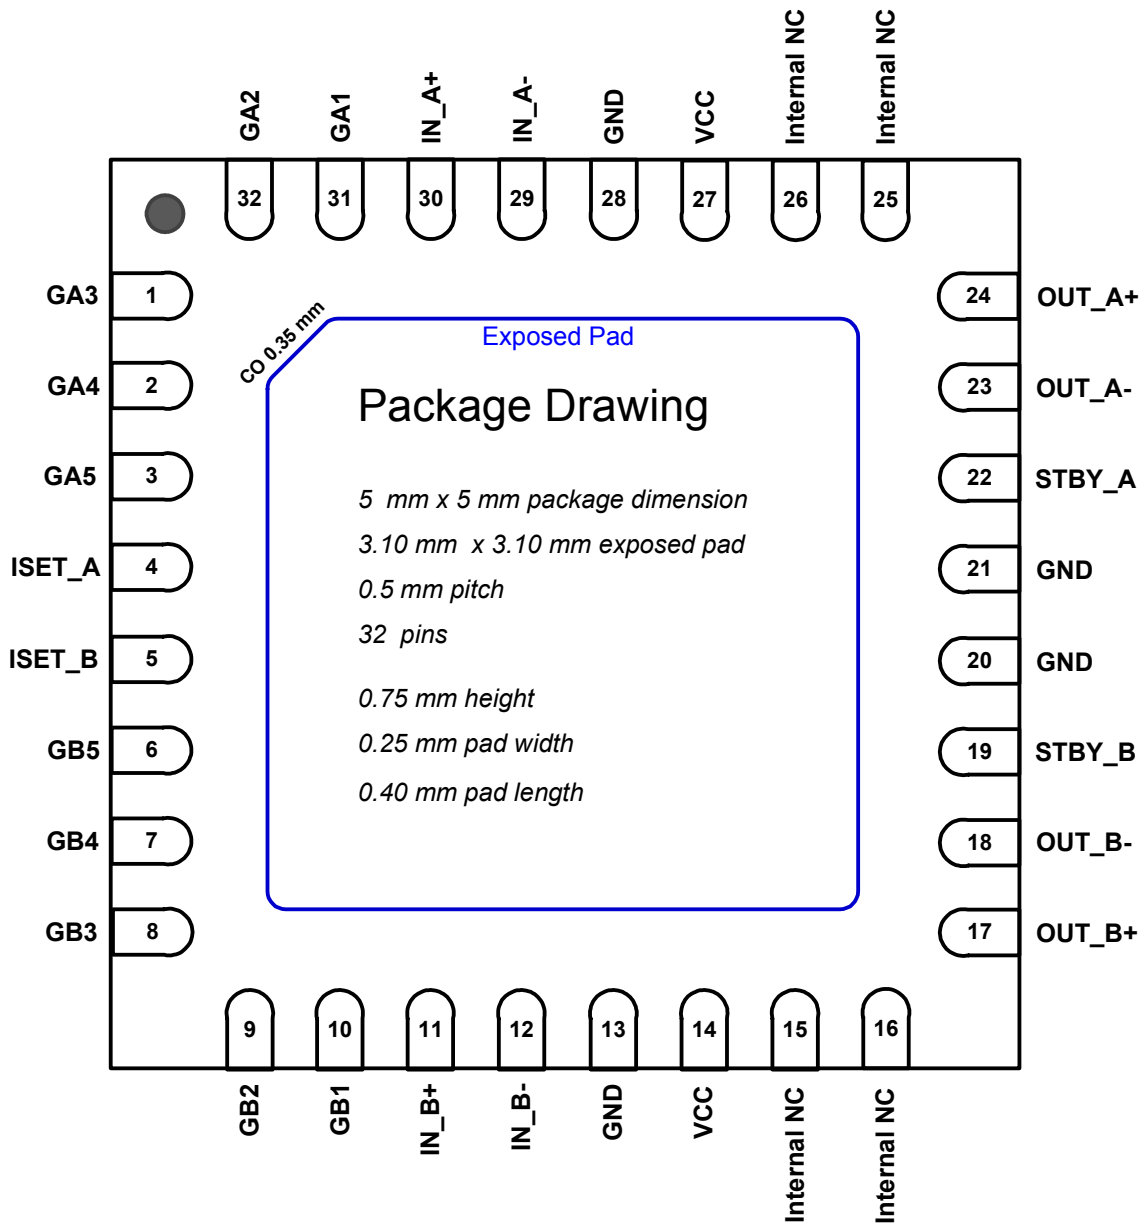 GA2
GA1
IN_A+
IN_A-
GND
VCC
Internal NC
Internal NC
32
31
30
29
28
27
26
25
GA3
1
GA4
2
GA5
3
ISET_A
4
ISET_B
5
GB5
6
GB4
7
GB3
8
CO 0.35 mm
Exposed Pad
Package Drawing
5 mm x 5 mm package dimension
3.10 mm x 3.10 mm exposed pad
0.5 mm pitch
32 pins
0.75 mm height
0.25 mm pad width
0.40 mm pad length
24
OUT_A+
23
OUT_A-
22
STBY_A
21
GND
20
GND
19
STBY_B
18
OUT_B-
17
OUT_B+
9
10
11
12
13
14
15
16
GB2
GB1
IN_B+
IN_B-
GND
VCC
Internal NC
Internal NC